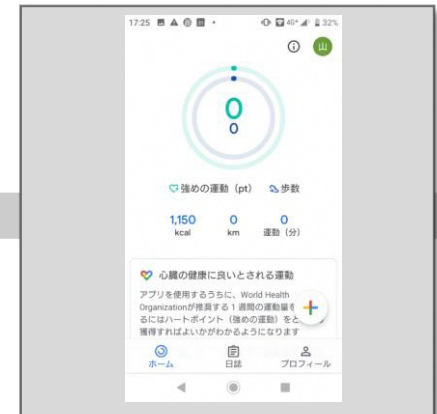 17:25
4G+ 32%
山
0
0
強めの運動（pt） 歩数
1,150 0 0
kcal km 運動（分）
心臓の健康に良いとされる運動
アプリを使用するうちに、World Health
Organizationが推奨する 1 週間の運動量を
るにはハートポイント（強めの運動）をと
獲得すればよいかがわかるようになります
ホーム 日誌 プロフィール